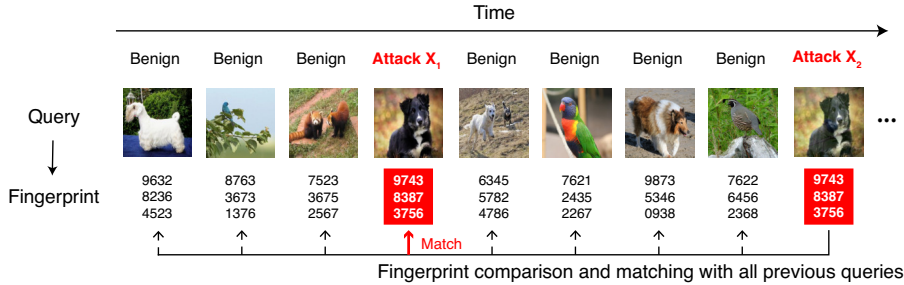 Time
Benign Benign Benign Attack X1 Benign Benign Benign Benign Attack X2
Query
...
Fingerprint
9632 8763 7523 9743 6345 7621 9873 7622 9743
8236 3673 3675 8387 5782 2435 5346 6456 8387
4523 1376 2567 3756 4786 2267 0938 2368 3756
Match
Fingerprint comparison and matching with all previous queries